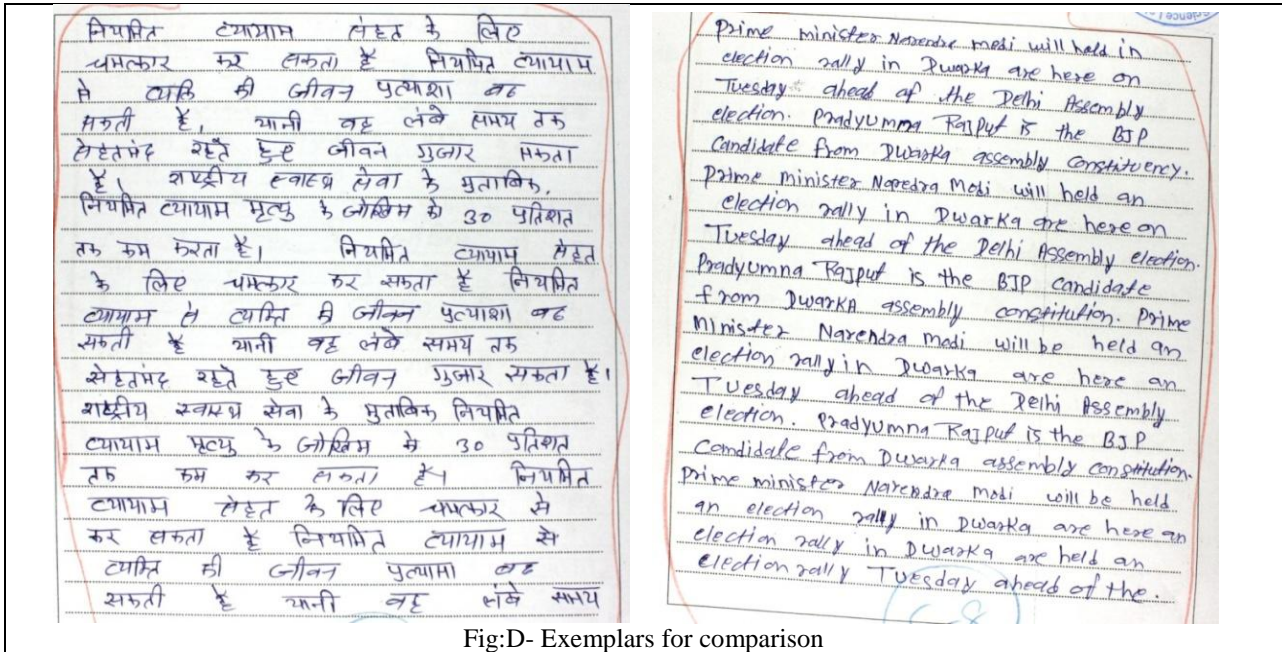 नियमित व्यायाम सेहत के लिए
चमत्कार कर सकता है नियमित व्यायाम
से व्यक्ति की जीवन प्रत्याशा बढ
सकती है, यानी वह लंबे समय तक
सेहतमंद रहते हुए जीवन गुजार सकता
है। राष्ट्रीय स्वास्थ्र सेवा के मुताबिक,
नियमित व्यायाम मृत्यु के जोखिम को 30 प्रतिशत
तक कम करता है। नियमित व्यायाम सेहत
के लिए चमत्कार कर सकता है नियमित
व्यायाम से व्यक्ति की जीवन प्रत्याशा बढ
सकती है यानी वह लंबे समय तक
सेहतमंद रहते हुए जीवन गुजार सकता है।
राष्ट्रीय स्वास्थ्र सेवा के मुताबिक नियमित
व्यायाम मृत्यु के जोखिम मे 30 प्रतिशत
तक कम कर सकता है। नियमित
व्यायाम सेहत के लिए चमत्कार से
कर सकता है नियमित व्यायाम से
व्यक्ति की जीवन प्रत्यामा बढ
सकती है यानी वह लंबे समय
Prime minister Narendra modi will held in
election rally in Dwarka are here on
Tuesday ahead of the Delhi Assembly
election. Pradyumna Rajput is the BJP
Candidate from Dwarka assembly constituency.
Prime minister Naredra Modi will held an
election rally in Dwarka are here on
Tuesday ahead of the Delhi Assembly election.
Pradyumna Rajput is the BJP candidate
from DwarkA assembly constitution. Prime
Minister Narendra Modi will be held an
election rally in Dwarka are here an
Tuesday ahead of the Delhi Assembly
election. Pradyumna Rajput is the BJP
Candidate from Dwarka assembly constitution.
Prime minister Narendra modi will be held
an election rally in Dwarka are here an
election rally in Dwarka are held an
election rally Tuesday ahead of the.
Fig:D- Exemplars for comparison